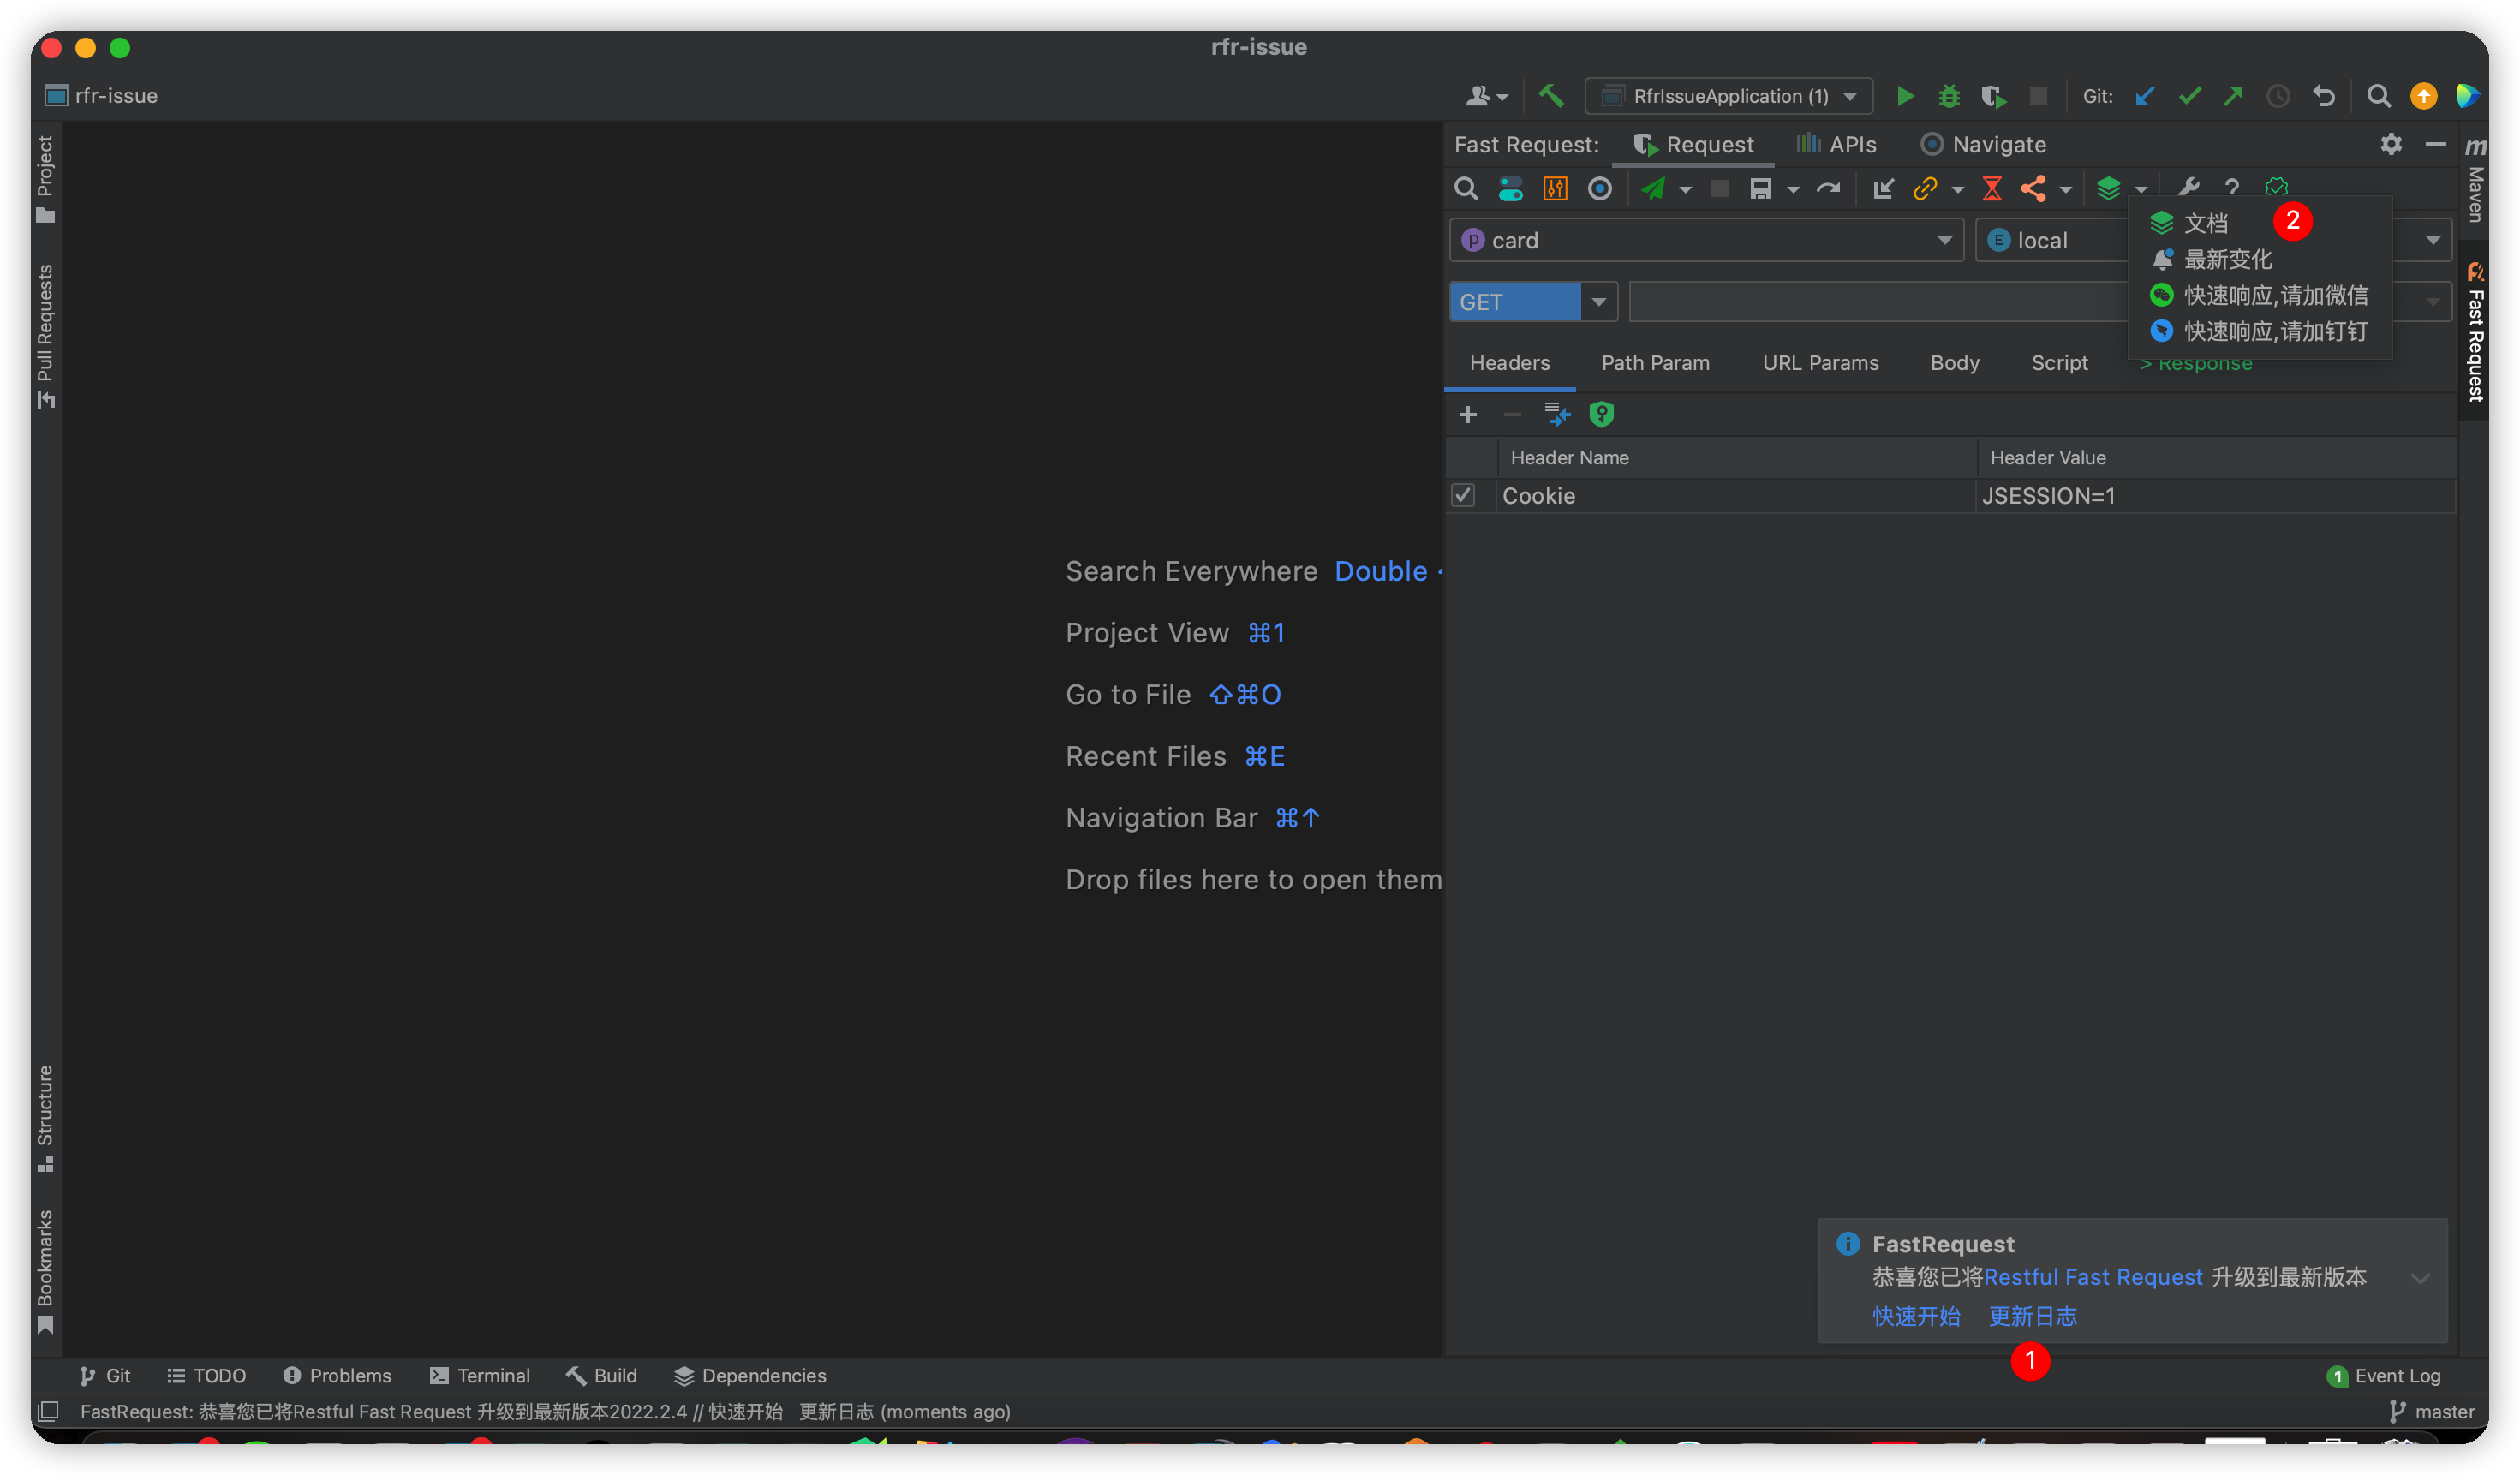 rfr-issue
rfr-issue
RfrIssueApplication (1)
Git:
Project
Pull Requests
Structure
Bookmarks
Fast Request:
Request
APIs
Navigate
m
Maven
Fast Request
p card
E local
文档
2
最新变化
快速响应,请加微信
快速响应,请加钉钉
GET
Headers
Path Param
URL Params
Body
Script
> Response
Header Name
Header Value
Cookie
JSESSION=1
Search Everywhere Double
Project View ⌘1
Go to File ⇧⌘O
Recent Files ⌘E
Navigation Bar ⌘↑
Drop files here to open them
FastRequest
恭喜您已将Restful Fast Request 升级到最新版本
快速开始 更新日志
1
Git
TODO
Problems
Terminal
Build
Dependencies
1 Event Log
FastRequest: 恭喜您已将Restful Fast Request 升级到最新版本2022.2.4 // 快速开始 更新日志 (moments ago)
master